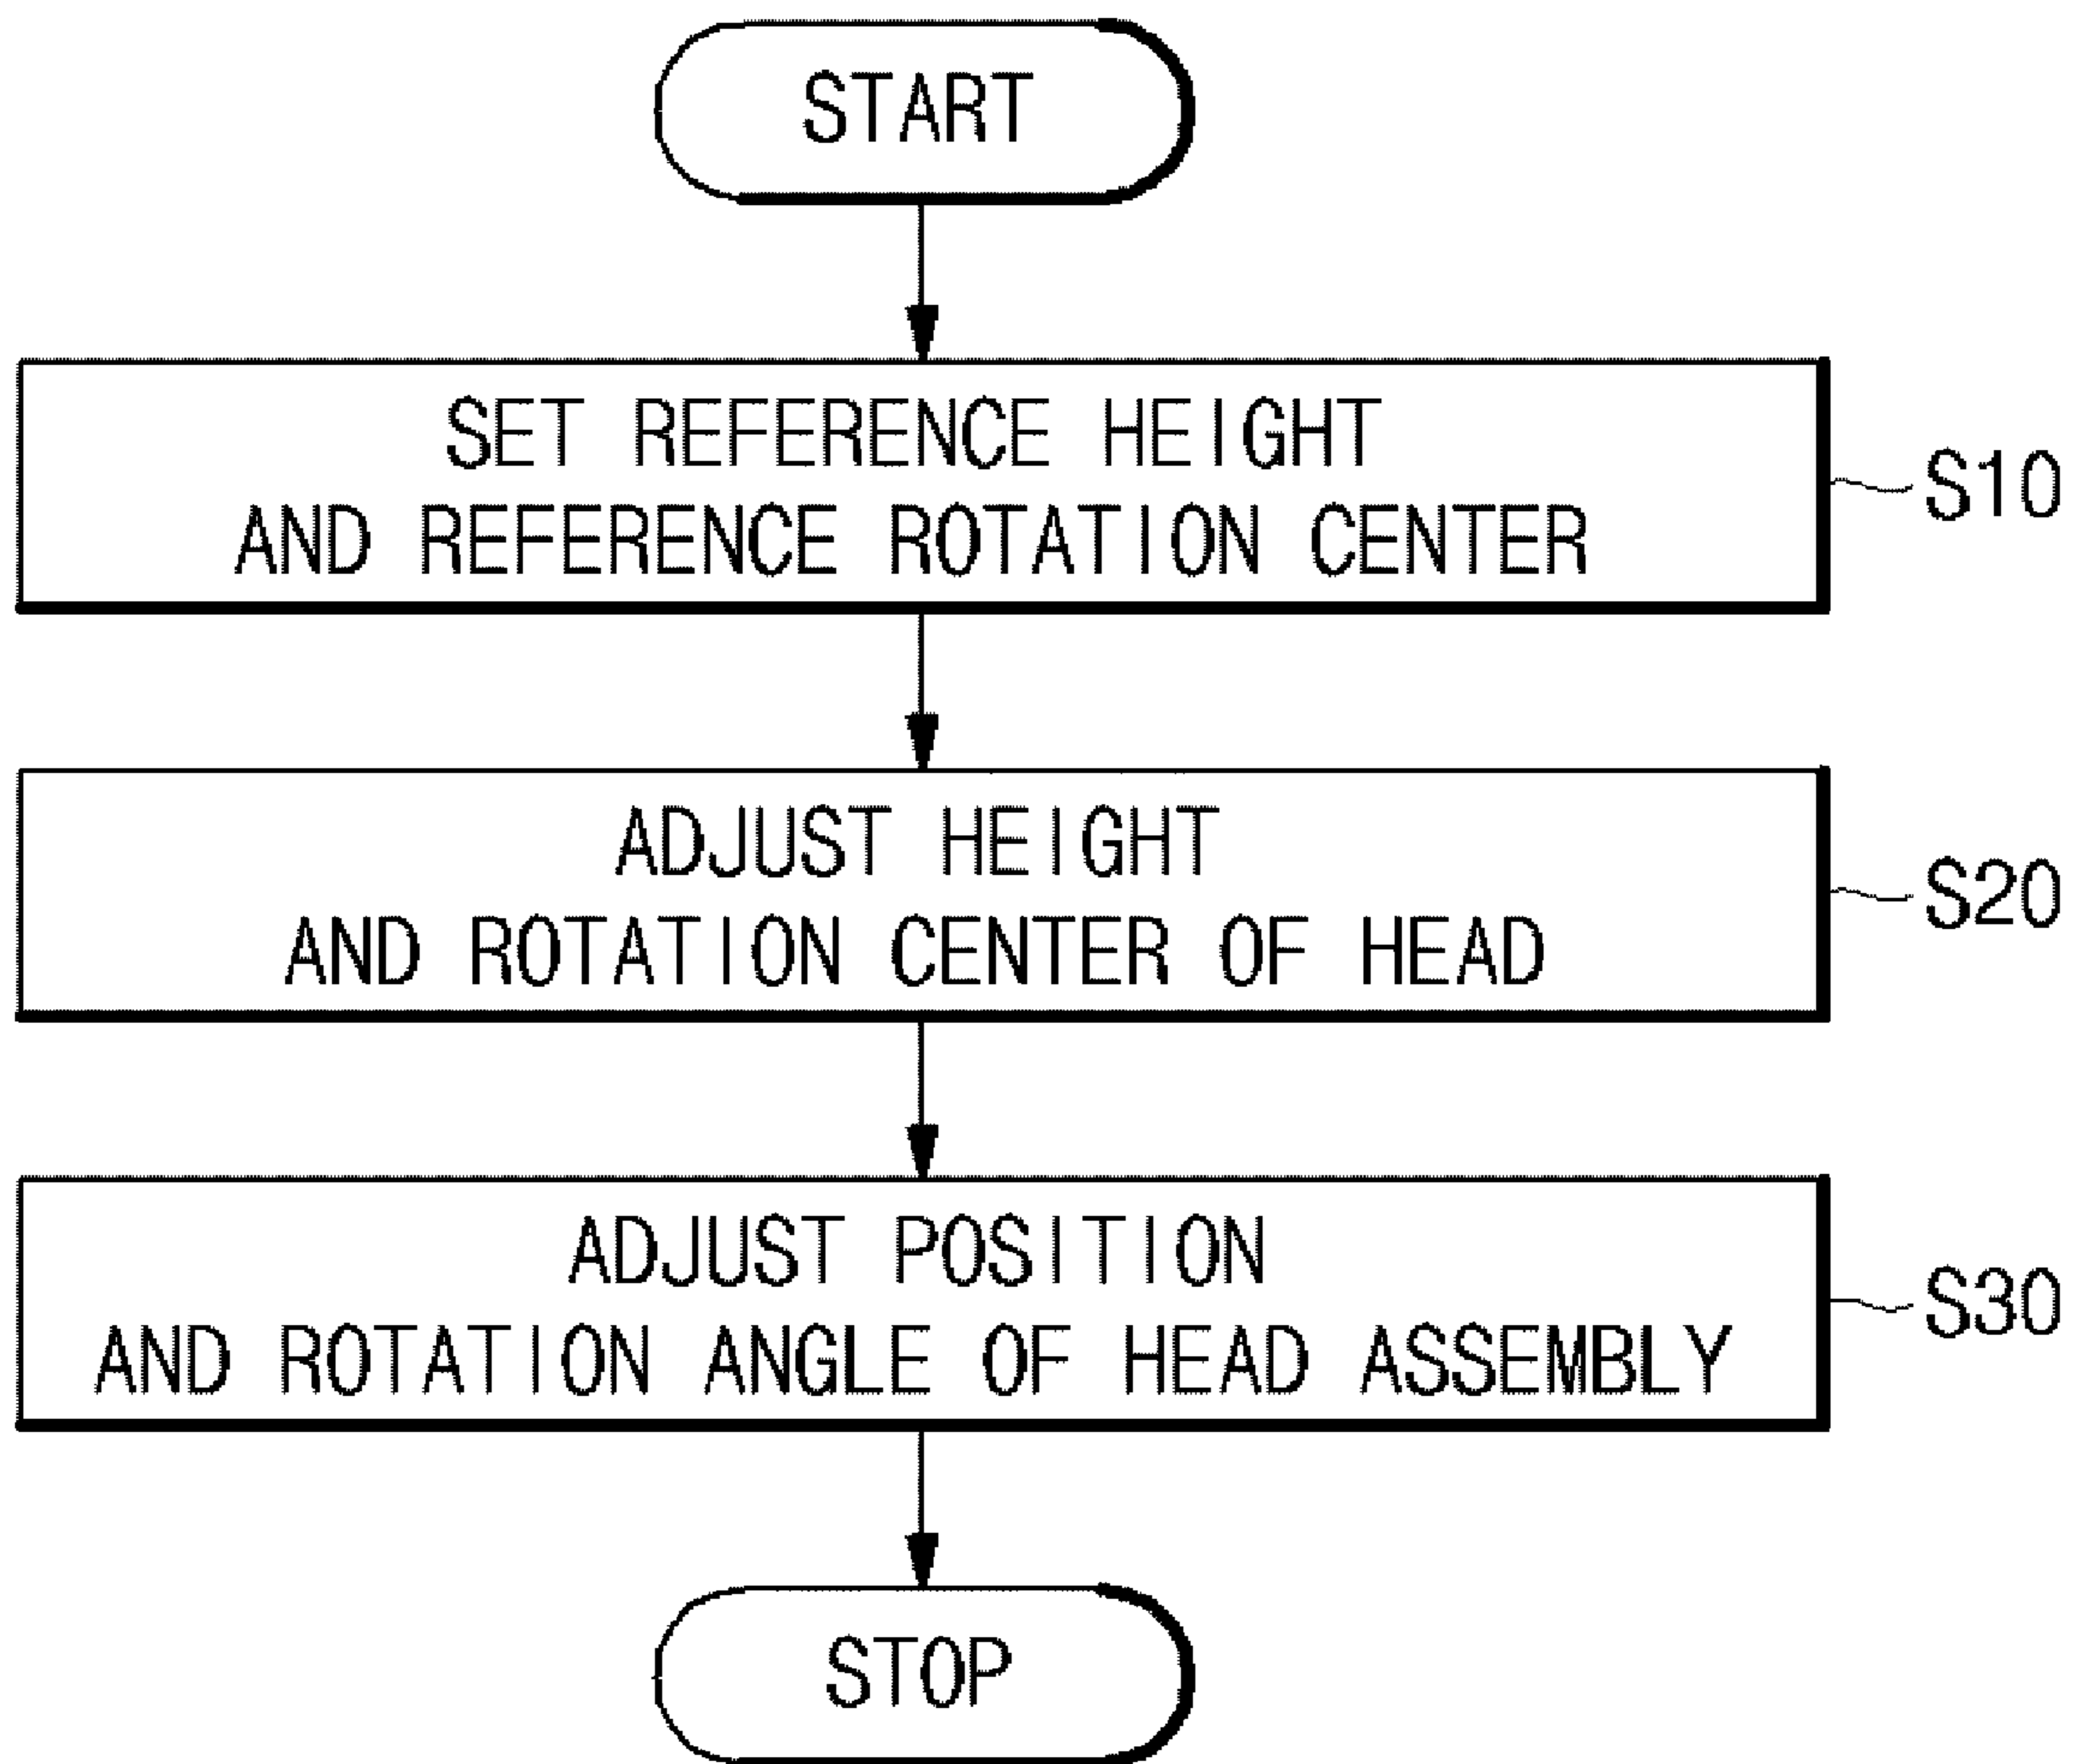 START
SET REFERENCE HEIGHT
AND REFERENCE ROTATION CENTER
S10
ADJUST HEIGHT
AND ROTATION CENTER OF HEAD
S20
ADJUST POSITION
AND ROTATION ANGLE OF HEAD ASSEMBLY
S30
STOP